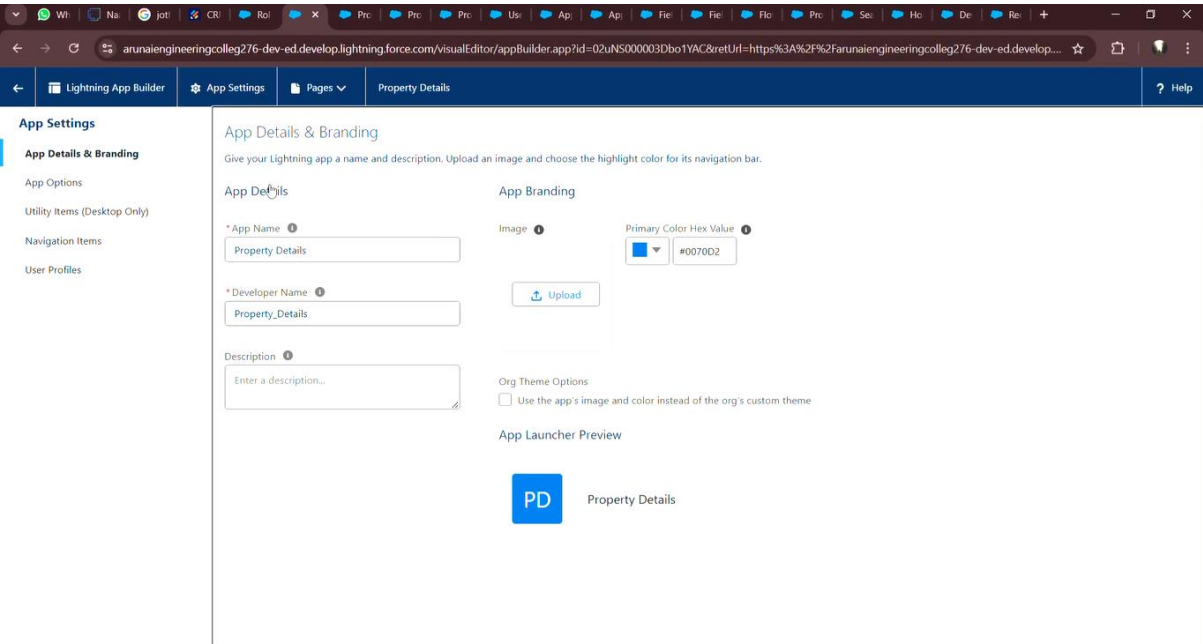 Wh
Na
jotl
CRI
Rol
Pro
Pro
Pro
Use
Ap
Ap
Fiel
Fiel
Flo
Pro
Sea
Ho
De
Rec
arunaiengineeringcolleg276-dev-ed.develop.lightning.force.com/visualEditor/appBuilder.app?id=02uNS000003Dbo1YAC&retUrl=https%3A%2F%2Farunaiengineeringcolleg276-dev-ed.develop....
Lightning App Builder
App Settings
Pages
Property Details
? Help
App Settings
App Details & Branding
App Options
Utility Items (Desktop Only)
Navigation Items
User Profiles
App Details & Branding
Give your Lightning app a name and description. Upload an image and choose the highlight color for its navigation bar.
App Details
* App Name
Property Details
* Developer Name
Property_Details
Description
Enter a description...
App Branding
Image
Primary Color Hex Value
#0070D2
Upload
Org Theme Options
Use the app's image and color instead of the org's custom theme
App Launcher Preview
PD
Property Details